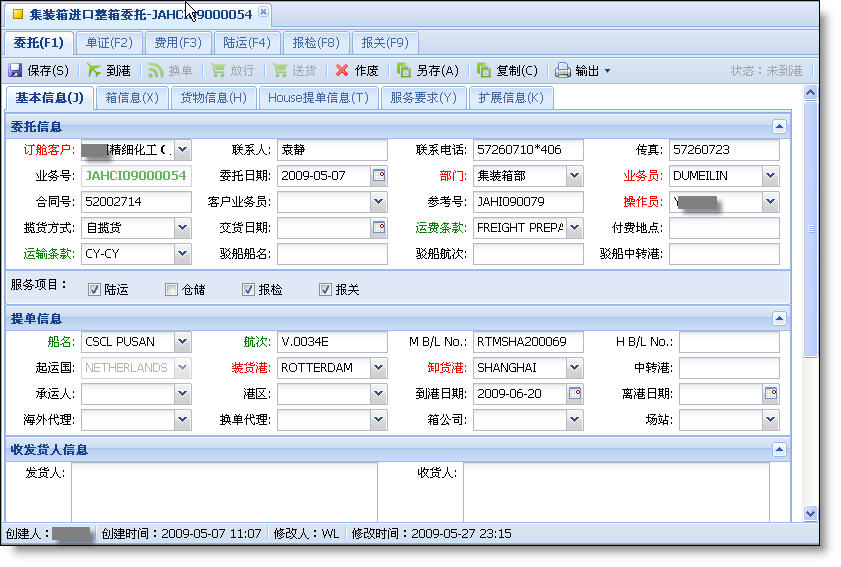 集装箱进口整箱委托-JAHCI09000054
委托(F1) 单证(F2) 费用(F3) 陆运(F4) 报检(F8) 报关(F9)
保存(S) 到港 换单 放行 送货 作废 另存(A) 复制(C) 输出 状态：未到港
基本信息(J) 箱信息(X) 货物信息(H) House提单信息(T) 服务要求(Y) 扩展信息(K)
委托信息
订舱客户: 精细化工 联系人: 袁静 联系电话: 57260710*406 传真: 57260723
业务号: JAHCI09000054 委托日期: 2009-05-07 部门: 集装箱部 业务员: DUMEILIN
合同号: 52002714 客户业务员: 参考号: JAHI090079 操作员: Y
揽货方式: 自揽货 交货日期: 运费条款: FREIGHT PREPA 付费地点:
运输条款: CY-CY 驳船船名: 驳船航次: 驳船中转港:
服务项目： 陆运 仓储 报检 报关
提单信息
船名: CSCL PUSAN 航次: V.0034E M B/L No.: RTMSHA200069 H B/L No.:
起运国: NETHERLANDS 装货港: ROTTERDAM 卸货港: SHANGHAI 中转港:
承运人: 港区: 到港日期: 2009-06-20 离港日期:
海外代理: 换单代理: 箱公司: 场站:
收发货人信息
发货人: 收货人:
创建人： 创建时间：2009-05-07 11:07 修改人：WL 修改时间：2009-05-27 23:15